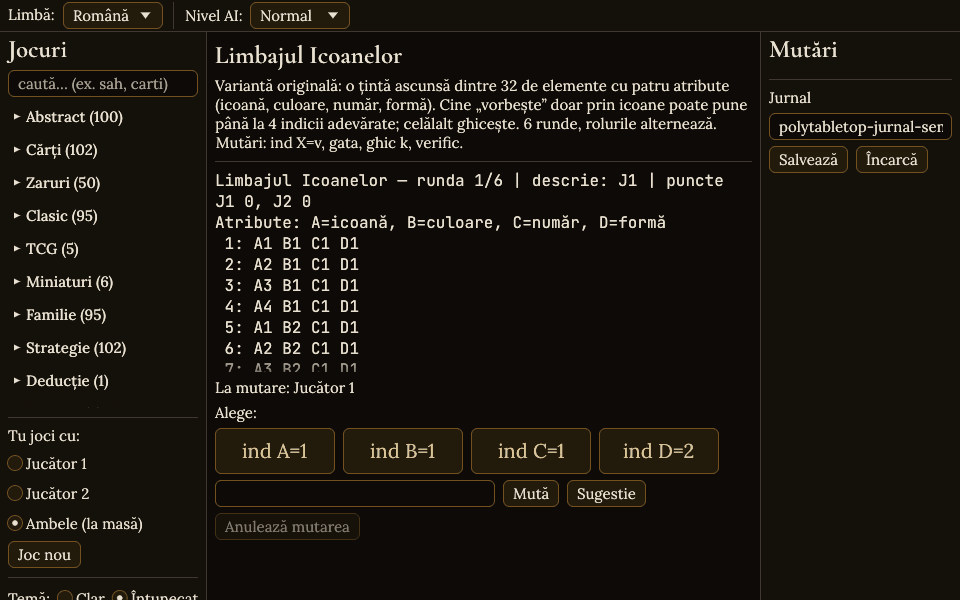 Limbă: Română Nivel AI: Normal
Jocuri
caută... (ex. sah, carti)
Abstract (100)
Cărți (102)
Zaruri (50)
Clasic (95)
TCG (5)
Miniaturi (6)
Familie (95)
Strategie (102)
Deducție (1)
Tu joci cu:
Jucător 1
Jucător 2
Ambele (la masă)
Joc nou
Temă: Clar Întunecat
Limbajul Icoanelor
Variantă originală: o țintă ascunsă dintre 32 de elemente cu patru atribute
(icoană, culoare, număr, formă). Cine „vorbește” doar prin icoane poate pune
până la 4 indicii adevărate; celălalt ghicește. 6 runde, rolurile alternează.
Mutări: ind X=v, gata, ghic k, verific.
Limbajul Icoanelor — runda 1/6 | descrie: J1 | puncte
J1 0, J2 0
Atribute: A=icoană, B=culoare, C=număr, D=formă
1: A1 B1 C1 D1
2: A2 B1 C1 D1
3: A3 B1 C1 D1
4: A4 B1 C1 D1
5: A1 B2 C1 D1
6: A2 B2 C1 D1
7: A3 B2 C1 D1
La mutare: Jucător 1
Alege:
ind A=1 ind B=1 ind C=1 ind D=2
Mută Sugestie
Anulează mutarea
Mutări
Jurnal
polytabletop-jurnal-ser
Salvează Încarcă